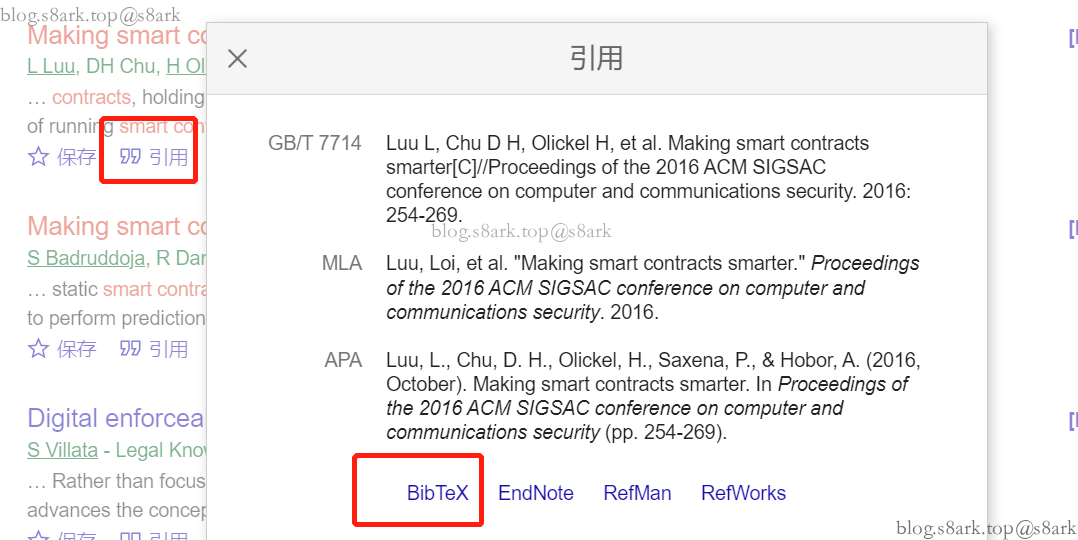 blog.s8ark.top@s8ark
Making smart co
L Luu, DH Chu, H Ol
… contracts, holding
of running smart con
保存 引用
Making smart co
S Badruddoja, R Dar
… static smart contra
to perform prediction
保存 引用
Digital enforcea
S Villata - Legal Know
… Rather than focus
advances the concep
保存 引用
引用
GB/T 7714 Luu L, Chu D H, Olickel H, et al. Making smart contracts
smarter[C]//Proceedings of the 2016 ACM SIGSAC
conference on computer and communications security. 2016:
254-269.
blog.s8ark.top@s8ark
MLA Luu, Loi, et al. "Making smart contracts smarter." Proceedings
of the 2016 ACM SIGSAC conference on computer and
communications security. 2016.
APA Luu, L., Chu, D. H., Olickel, H., Saxena, P., & Hobor, A. (2016,
October). Making smart contracts smarter. In Proceedings of
the 2016 ACM SIGSAC conference on computer and
communications security (pp. 254-269).
BibTeX EndNote RefMan RefWorks
blog.s8ark.top@s8ark